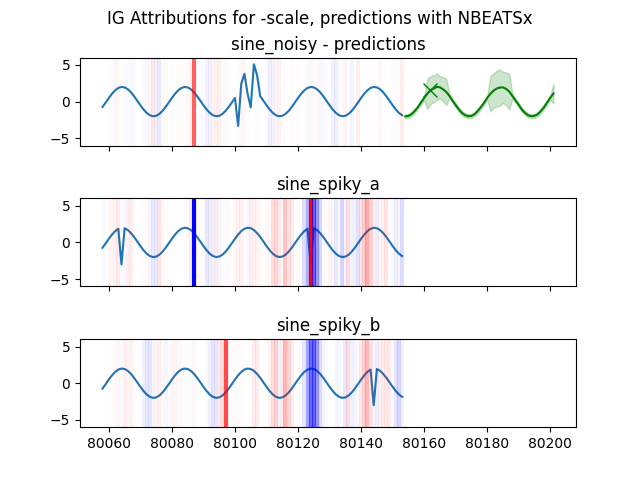 IG Attributions for -scale, predictions with NBEATSx
sine_noisy - predictions
5
0
−5
sine_spiky_a
5
0
−5
sine_spiky_b
5
0
−5
80060 80080 80100 80120 80140 80160 80180 80200